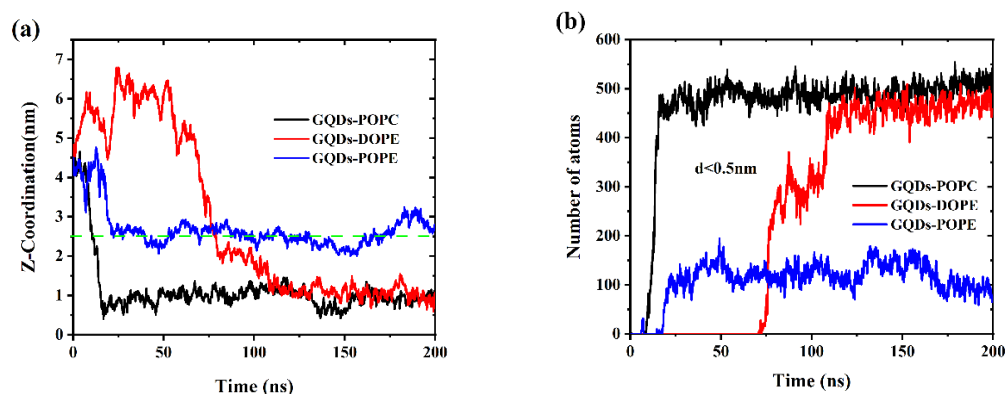 (a)
Z-Coordination(nm)
7
6
5
4
3
2
1
0
GQDs-POPC
GQDs-DOPE
GQDs-POPE
0 50 100 150 200
Time (ns)
(b)
Number of atoms
600
500
400
300
200
100
0
d<0.5nm
GQDs-POPC
GQDs-DOPE
GQDs-POPE
0 50 100 150 200
Time (ns)